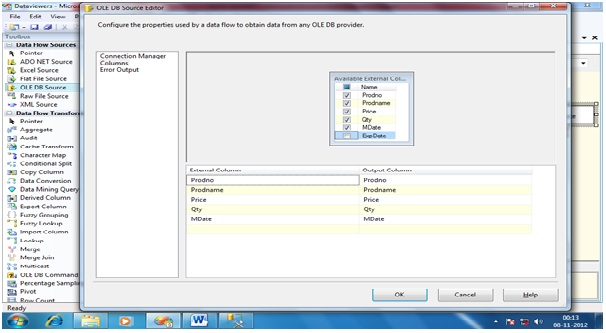 Dataviewers - Micros
File Edit View
Toolbox
Data Flow Sources
Pointer
ADO NET Source
Excel Source
Flat File Source
OLE DB Source
Raw File Source
XML Source
Data Flow Transform
Pointer
Aggregate
Audit
Cache Transform
Character Map
Conditional Split
Copy Column
Data Conversion
Data Mining Query
Derived Column
Export Column
Fuzzy Grouping
Fuzzy Lookup
Import Column
Lookup
Merge
Merge Join
Multicast
OLE DB Command
Percentage Sampling
Pivot
Row Count
Ready
OLE DB Source Editor
Configure the properties used by a data flow to obtain data from any OLE DB provider.
Connection Manager
Columns
Error Output
Available External Col...
Name
Prodno
Prodname
Price
Qty
MDate
ExpDate
External Column Output Column
Prodno Prodno
Prodname Prodname
Price Price
Qty Qty
MDate MDate
OK Cancel Help
00:13
00-11-2012